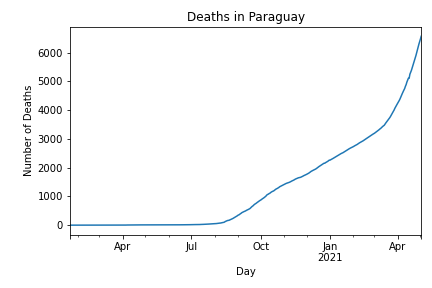 Deaths in Paraguay
Number of Deaths
6000
5000
4000
3000
2000
1000
0
Apr
Jul
Oct
Jan
2021
Apr
Day